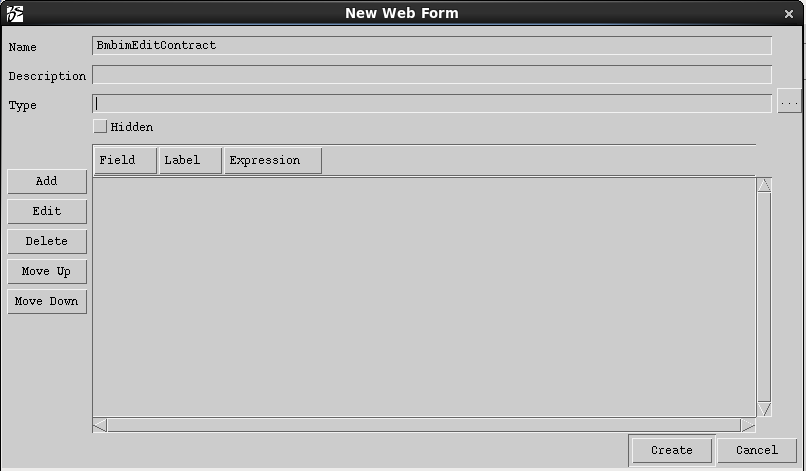 New Web Form
Name BmbimEditContract
Description
Type ...
Hidden
Field Label Expression
Add
Edit
Delete
Move Up
Move Down
Create Cancel